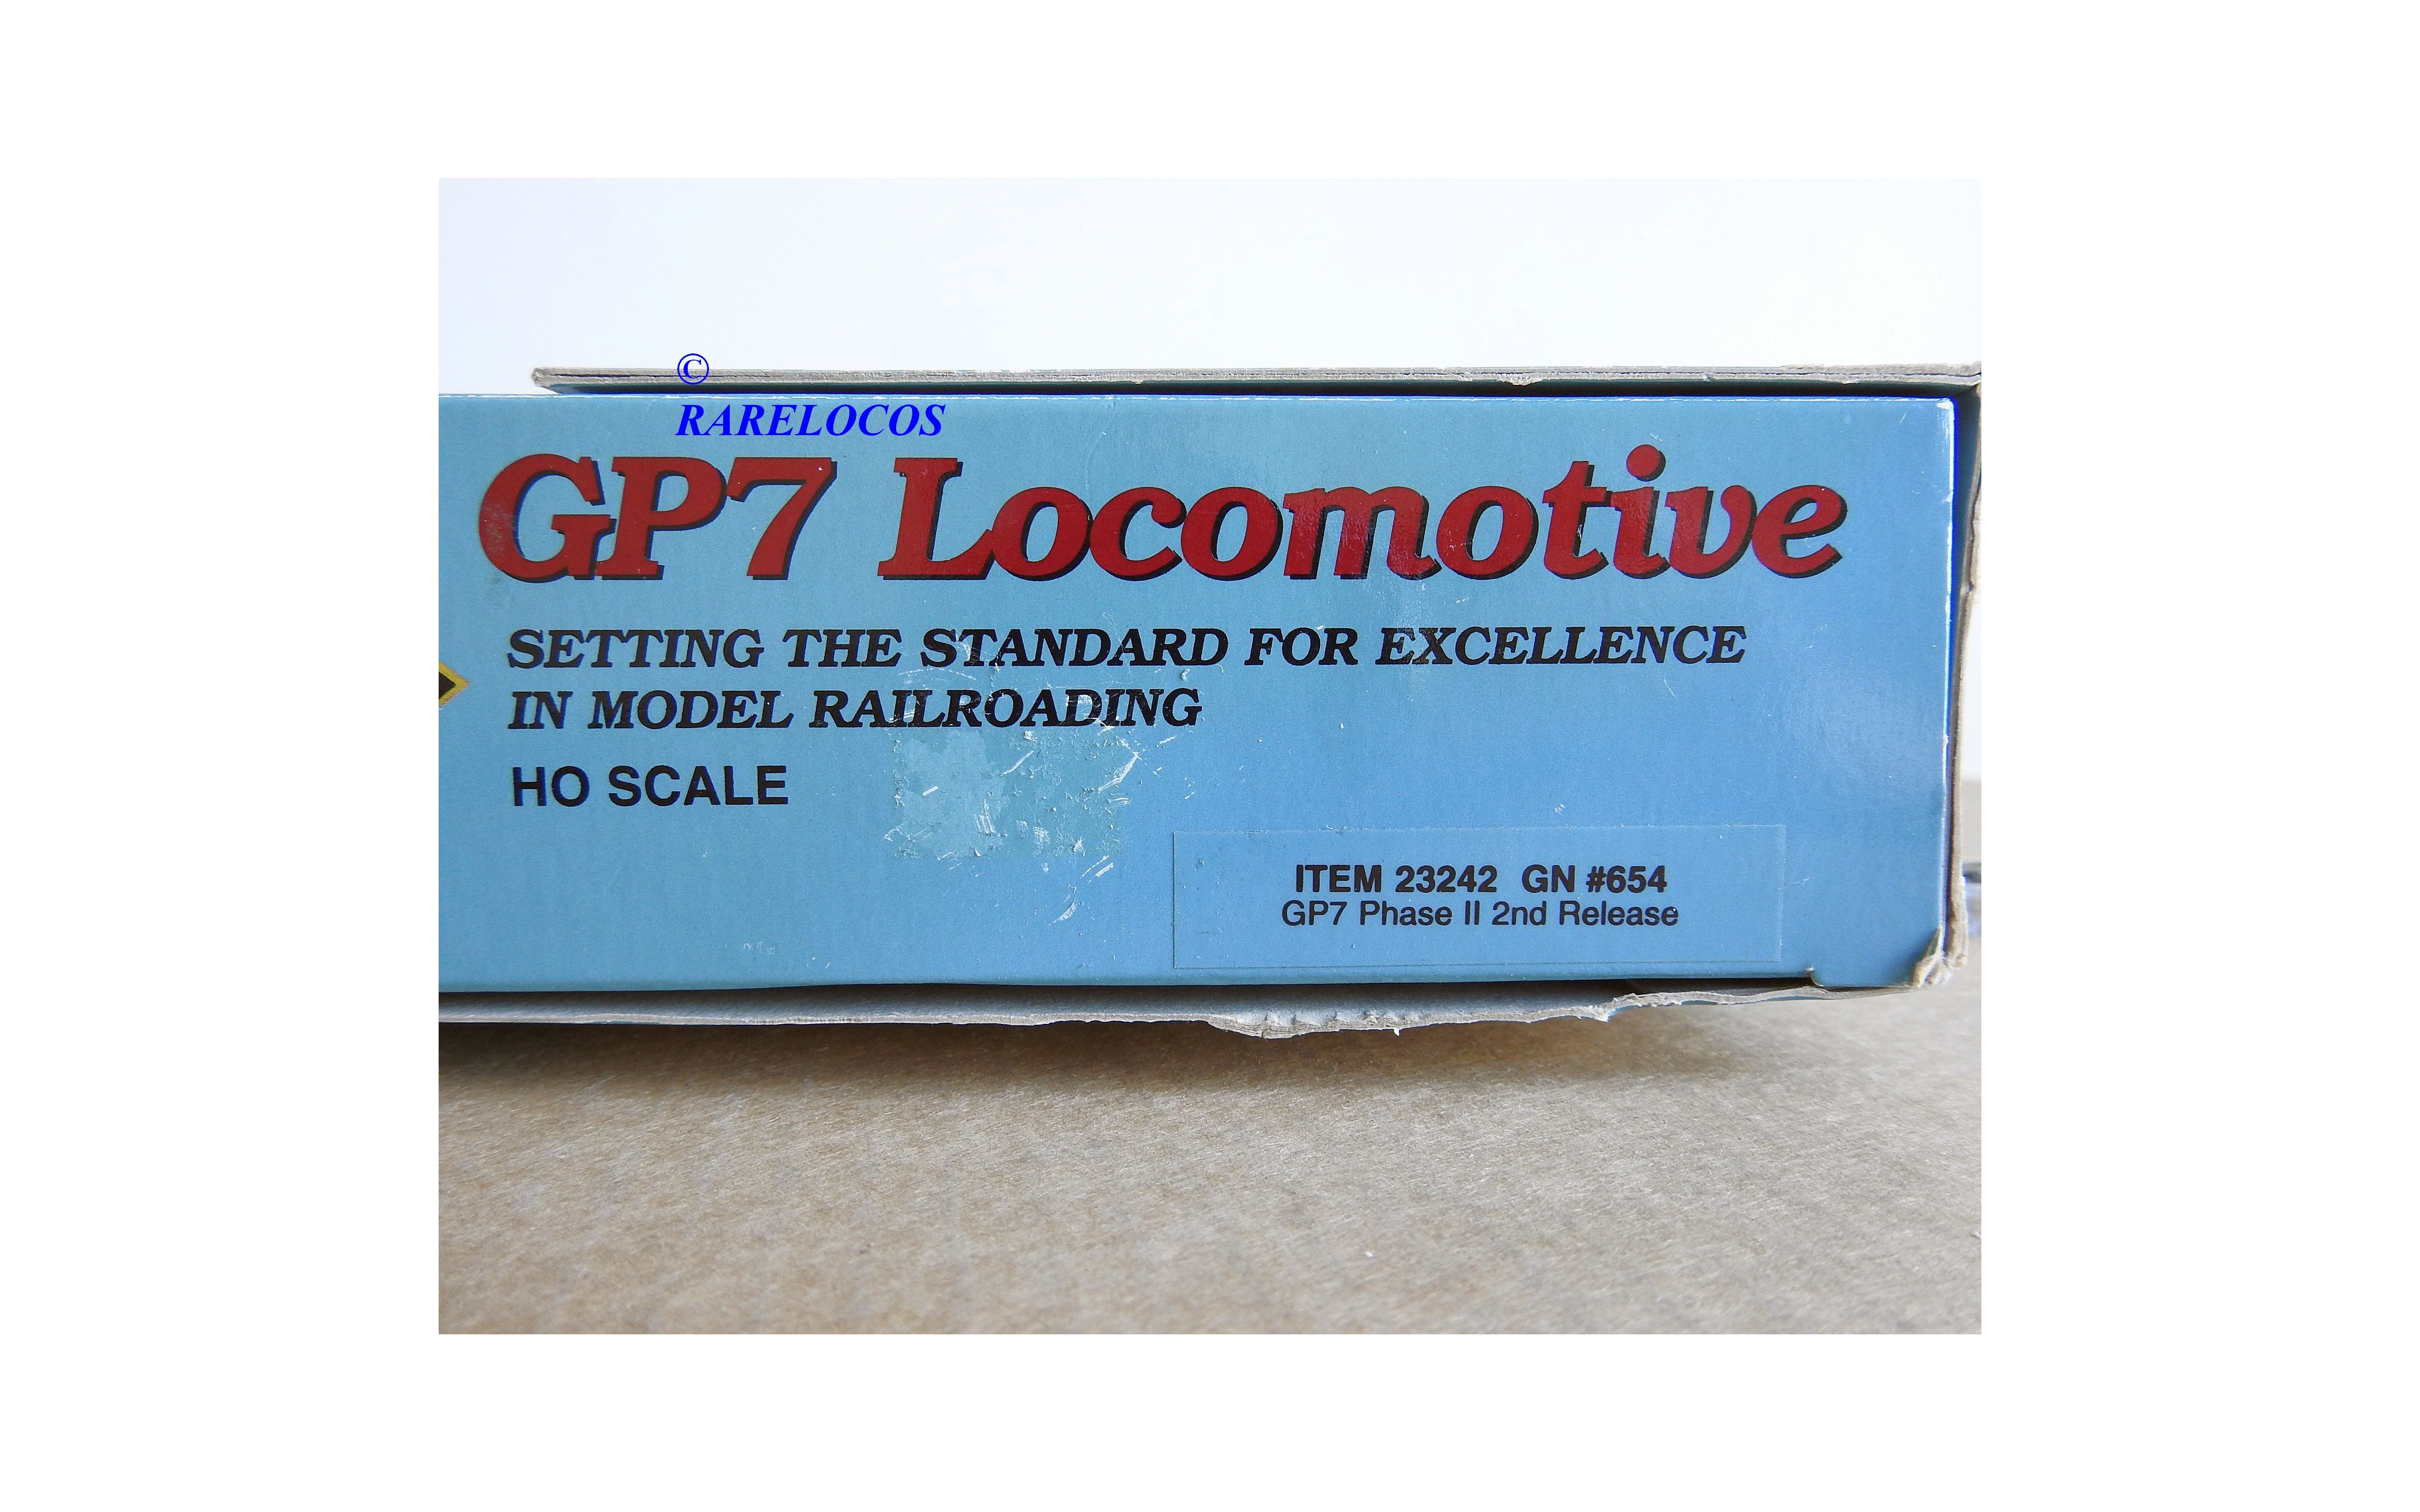 ©
RARELOCOS
GP7 Locomotive
SETTING THE STANDARD FOR EXCELLENCE
IN MODEL RAILROADING
HO SCALE
ITEM 23242 GN #654
GP7 Phase II 2nd Release